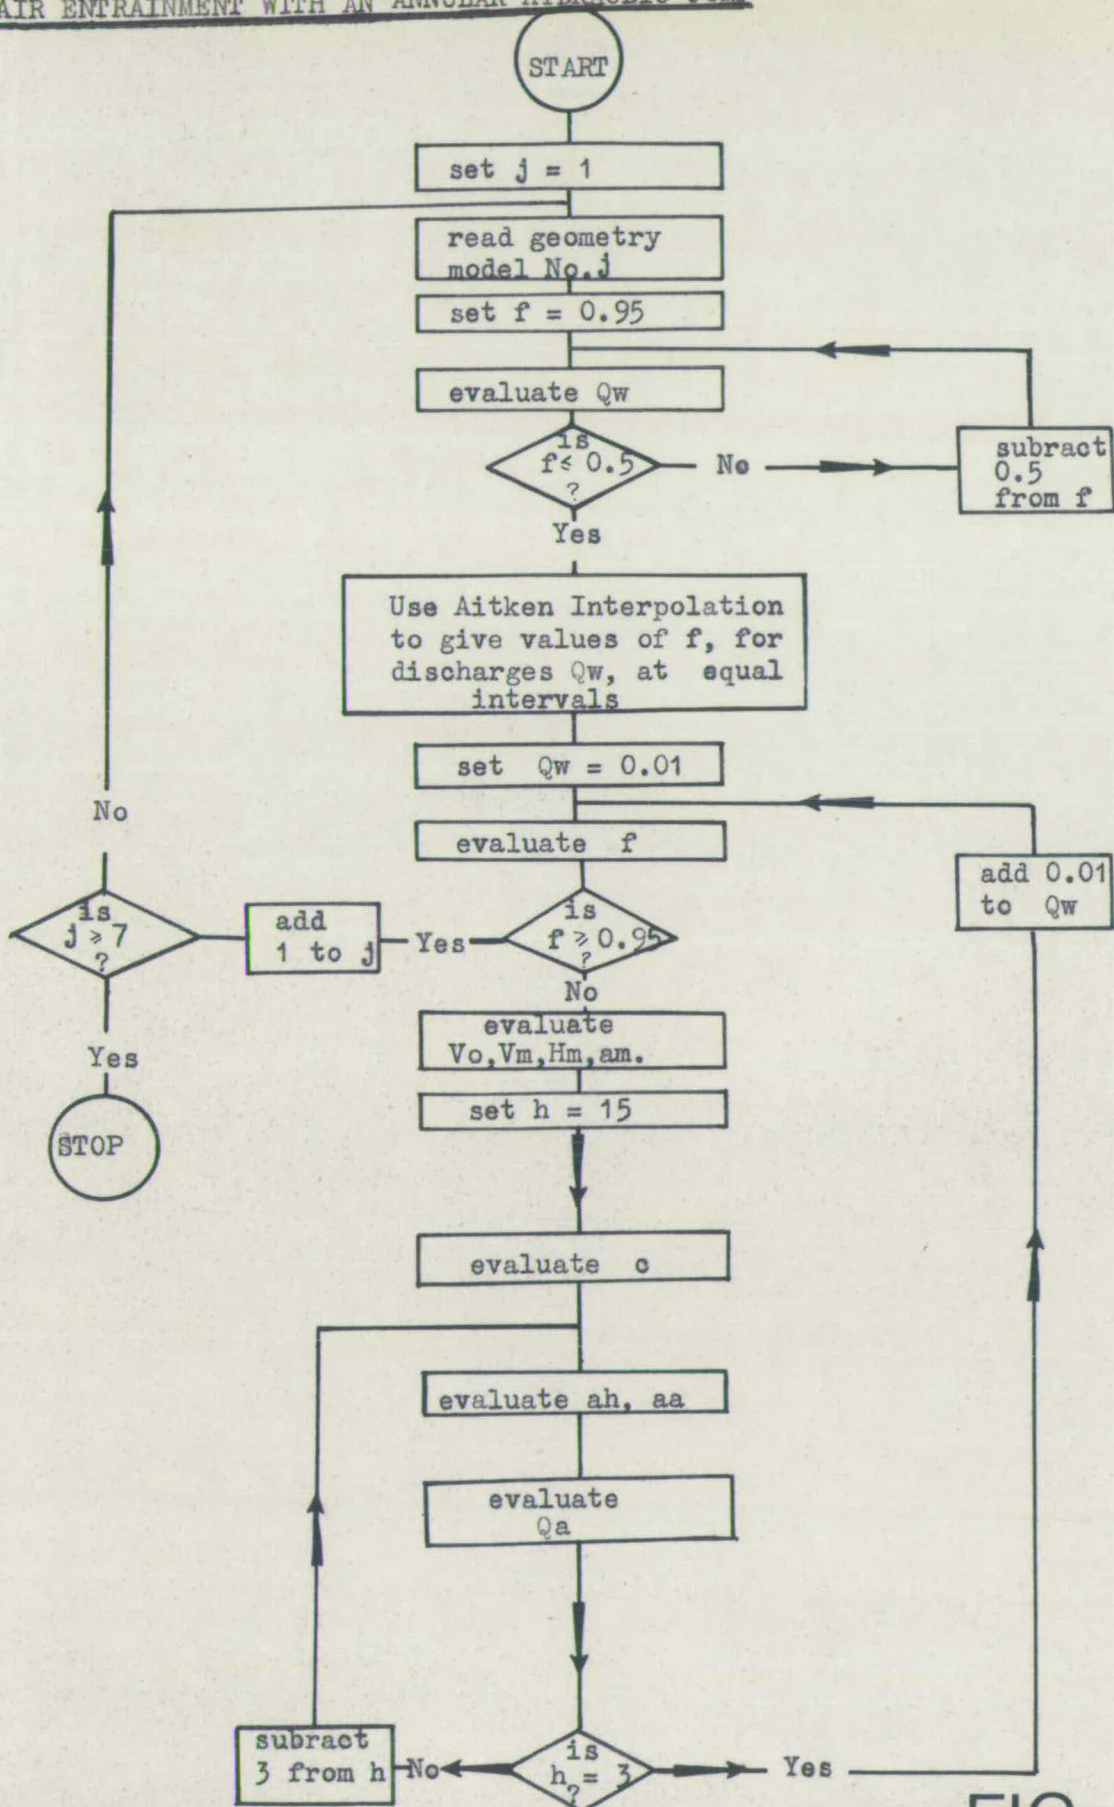 AIR ENTRAINMENT WITH AN ANNULAR HYDRAULIC JUMP
START
set j = 1
read geometry
model No.j
set f = 0.95
evaluate Qw
is
f ≤ 0.5
?
No
subract
0.5
from f
Yes
Use Aitken Interpolation
to give values of f, for
discharges Qw, at equal
intervals
set Qw = 0.01
evaluate f
add 0.01
to Qw
is
f ⩾ 0.95
?
Yes
add
1 to j
is
j ⩾ 7
?
No
Yes
STOP
No
evaluate
Vo,Vm,Hm,am.
set h = 15
evaluate c
evaluate ah, aa
evaluate
Qa
is
h = 3
?
No
subract
3 from h
Yes
FIG